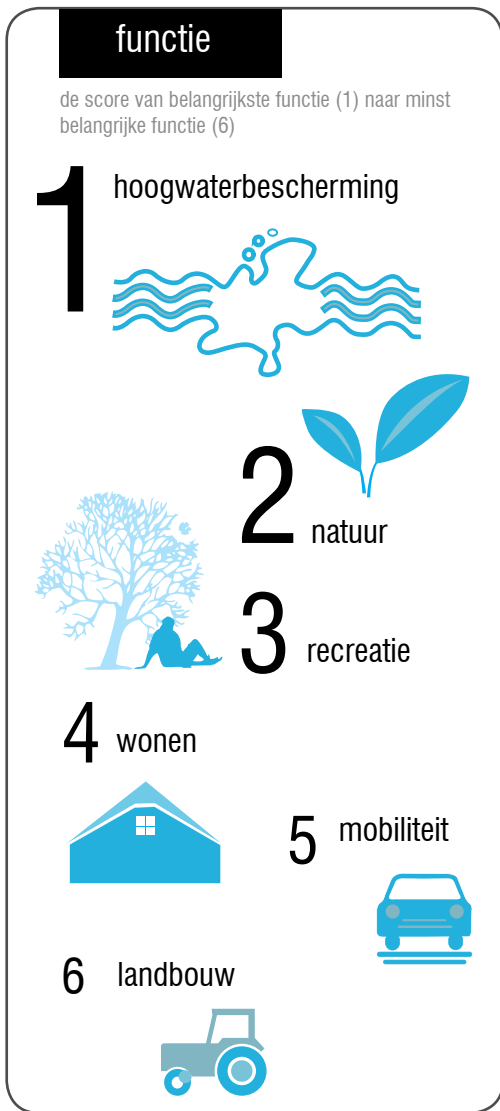 functie
de score van belangrijkste functie (1) naar minst
belangrijke functie (6)
1 hoogwaterbescherming
2 natuur
3 recreatie
4 wonen
5 mobiliteit
6 landbouw